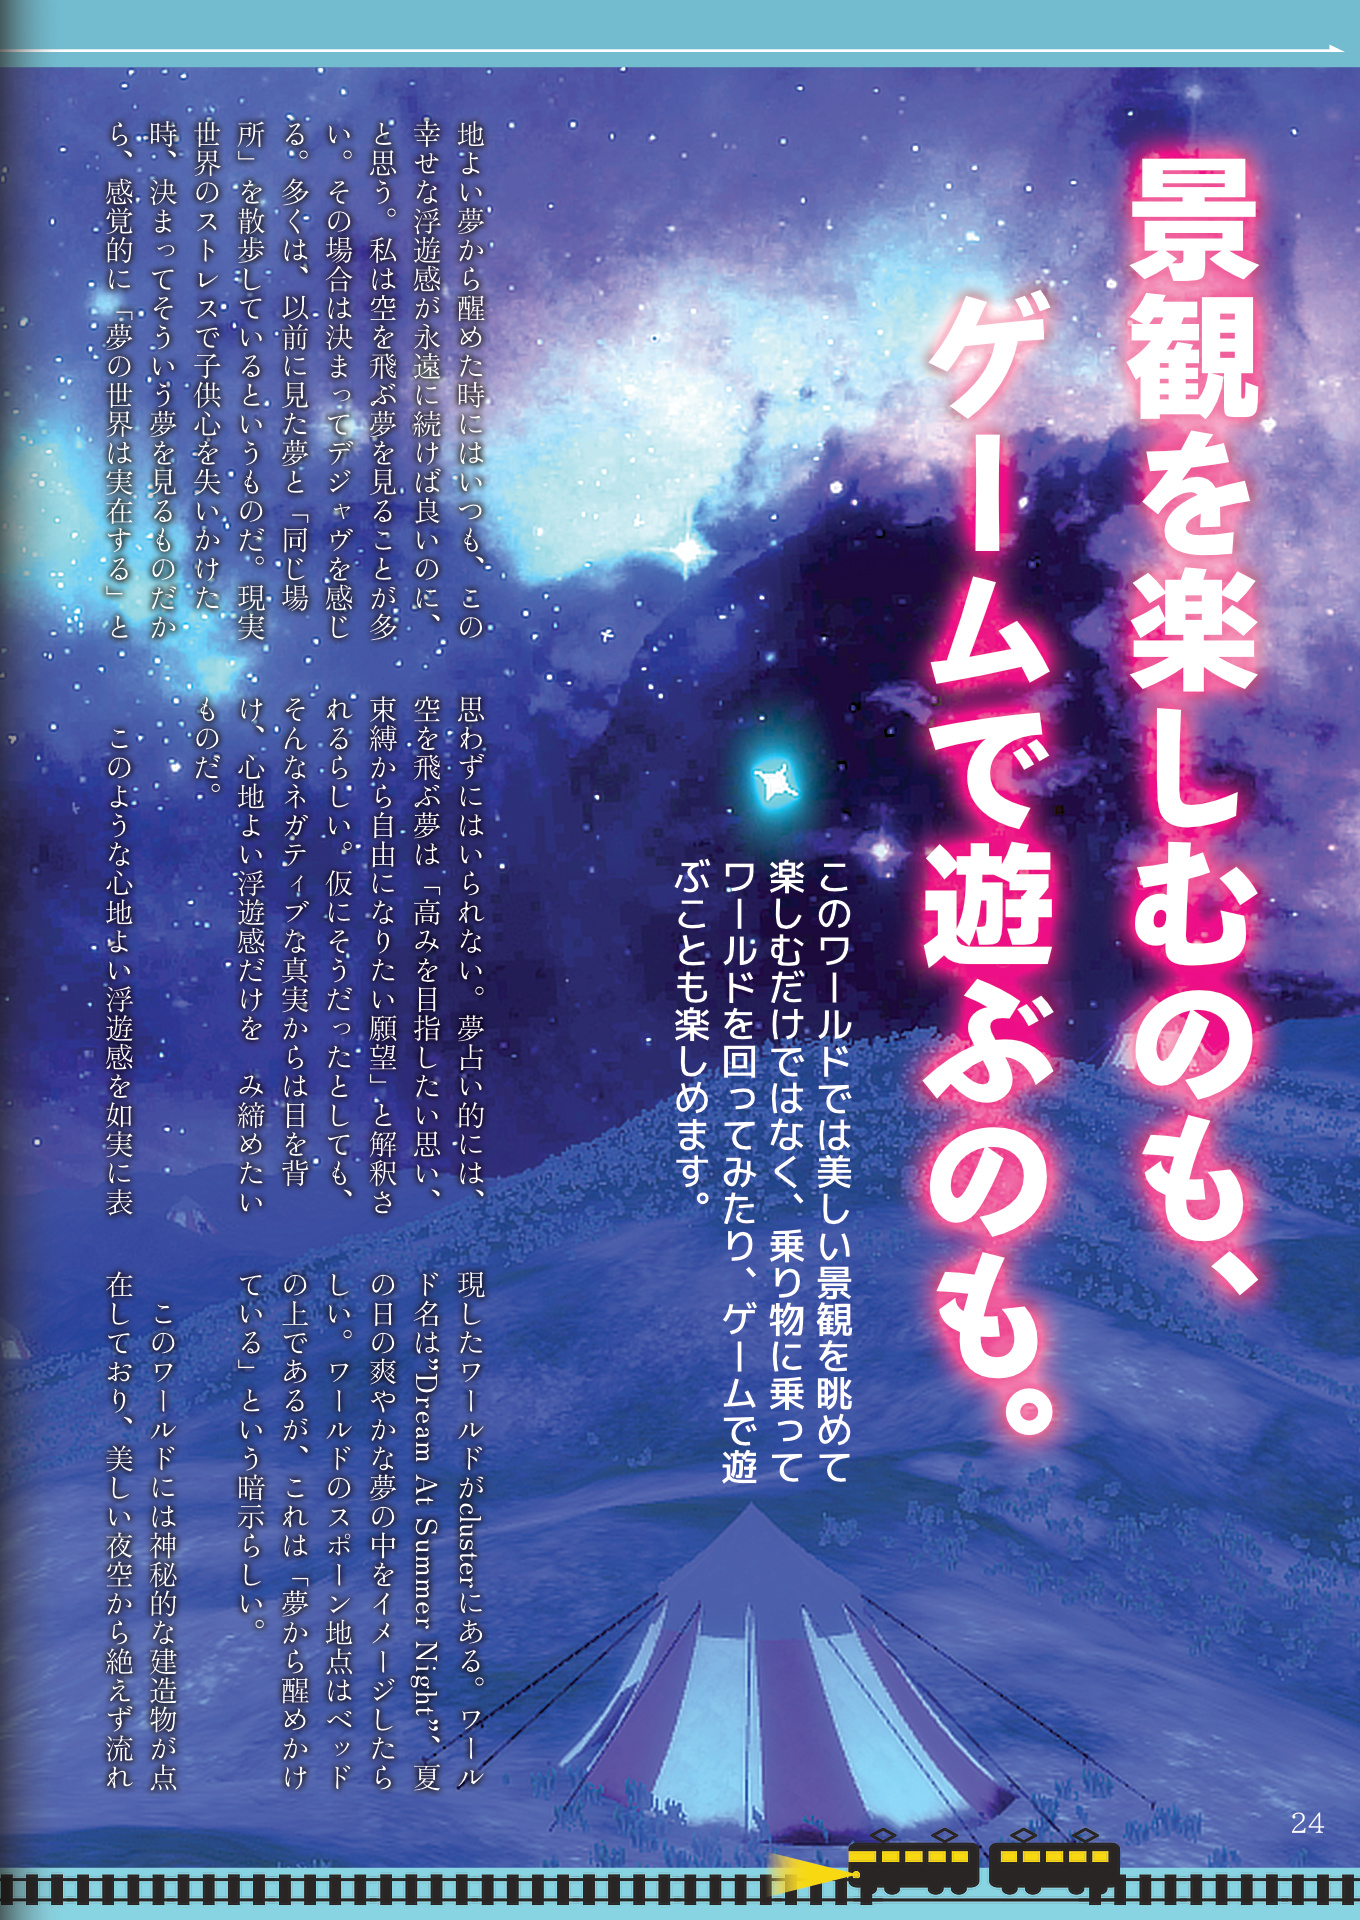 景観を楽しむのも、
ゲームで遊ぶのも。
このワールドでは美しい景観を眺めて
楽しむだけではなく、乗り物に乗って
ワールドを回ってみたり、ゲームで遊
ぶことも楽しめます。
地よい夢から醒めた時にはいつも、この
幸せな浮遊感が永遠に続けば良いのに、
と思う。私は空を飛ぶ夢を見ることが多
い。その場合は決まってデジャヴを感じ
る。多くは、以前に見た夢と「同じ場
所」を散歩しているというものだ。現実
世界のストレスで子供心を失いかけた
時、決まってそういう夢を見るものだか
ら、感覚的に「夢の世界は実在する」と
思わずにはいられない。夢占い的には、
空を飛ぶ夢は「高みを目指したい思い、
束縛から自由になりたい願望」と解釈さ
れるらしい。仮にそうだったとしても、
そんなネガティブな真実からは目を背
け、心地よい浮遊感だけを　み締めたい
ものだ。
このような心地よい浮遊感を如実に表
現したワールドがclusterにある。ワール
ド名は”Dream At Summer Night”、夏
の日の爽やかな夢の中をイメージしたら
しい。ワールドのスポーン地点はベッド
の上であるが、これは「夢から醒めかけ
ている」という暗示らしい。
このワールドには神秘的な建造物が点
在しており、美しい夜空から絶えず流れ
24